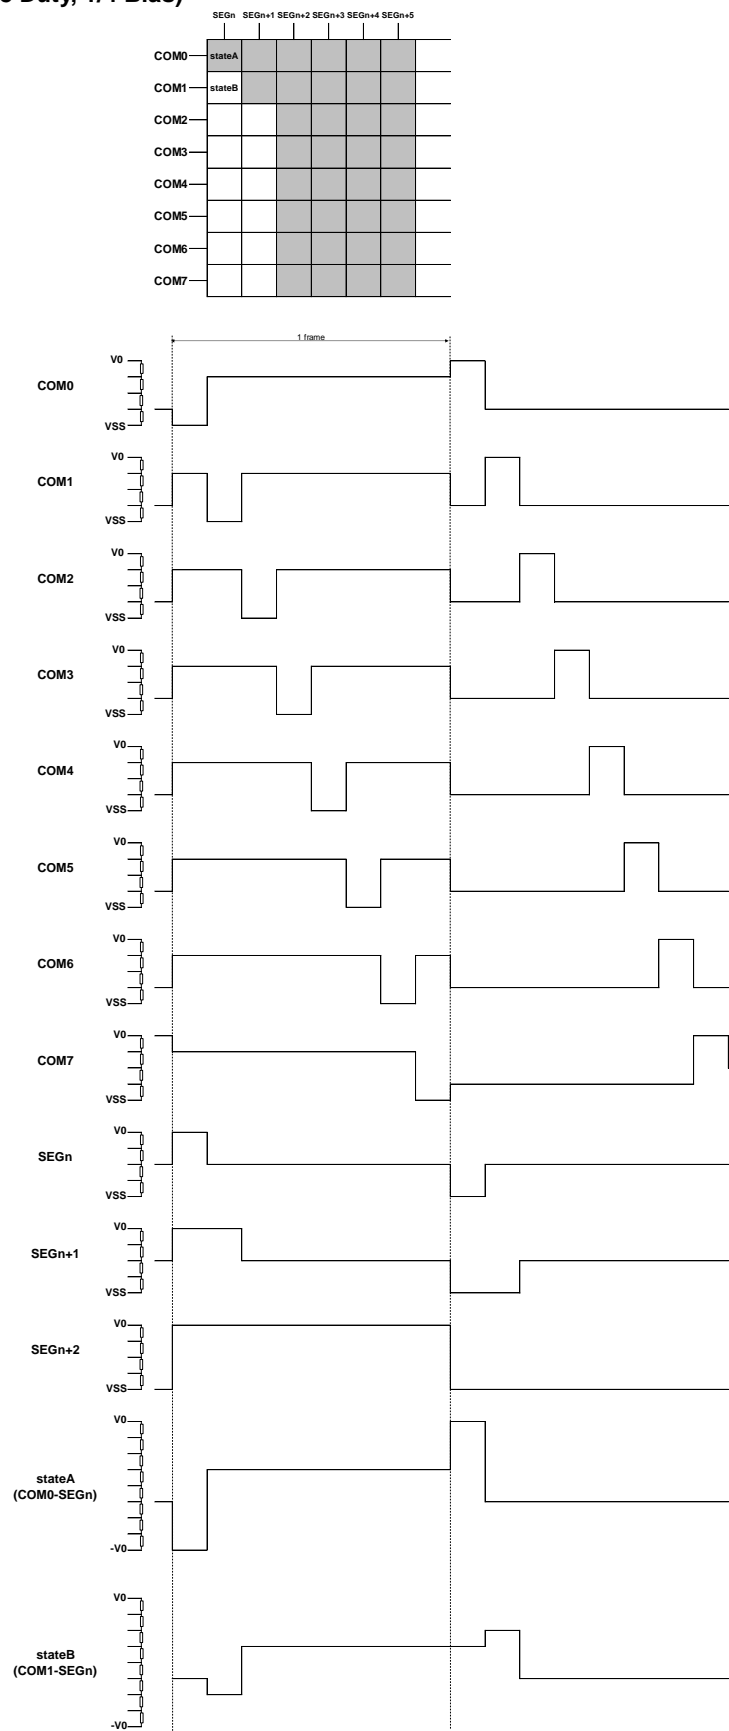 Duty, 1/4 Bias)
SEGn SEGn+1 SEGn+2 SEGn+3 SEGn+4 SEGn+5
COM0 stateA
COM1 stateB
COM2
COM3
COM4
COM5
COM6
COM7
1 frame
V0
COM0
VSS
V0
COM1
VSS
V0
COM2
VSS
V0
COM3
VSS
V0
COM4
VSS
V0
COM5
VSS
V0
COM6
VSS
V0
COM7
VSS
V0
SEGn
VSS
V0
SEGn+1
VSS
V0
SEGn+2
VSS
V0
stateA
(COM0-SEGn)
-V0
V0
stateB
(COM1-SEGn)
-V0